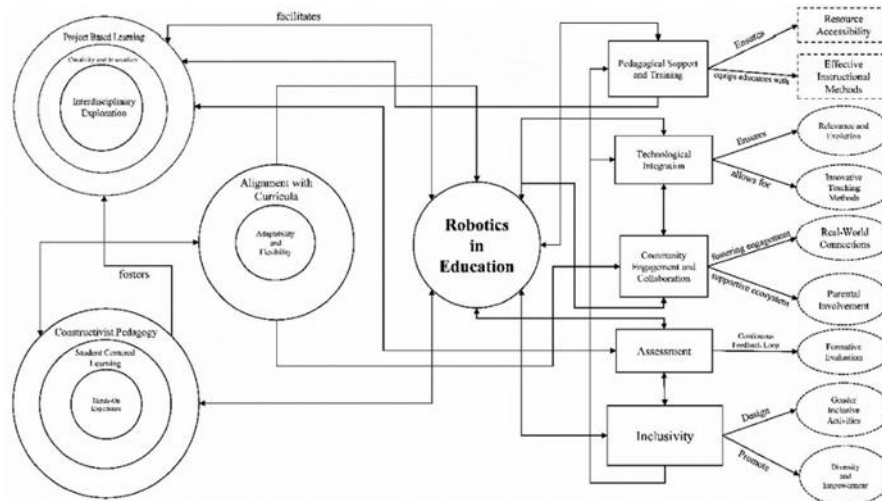 facilitates
Project Based Learning
Creativity and Innovation
Interdisciplinary
Exploration
Alignment with
Curricula
Adaptability
and
Flexibility
fosters
Constructivist Pedagogy
Student Centered
Learning
Hands-On
Experience
Robotics
in
Education
Pedagogical Support
and Training
Ensures
equips educators with
Resource
Accessibility
Effective
Instructional
Methods
Technological
Integration
Ensures
allows for
Relevance and
Evolution
Innovative
Teaching
Methods
Community
Engagement and
Collaboration
fostering engagement
supportive ecosystem
Real-World
Connections
Parental
Involvement
Assessment
Continuous
Feedback Loop
Formative
Evaluation
Inclusivity
Design
Promote
Gender
Inclusive
Activities
Diversity
and
Empowerment